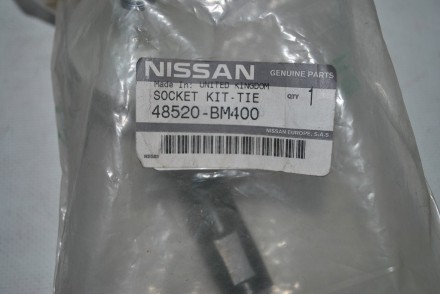 NISSAN GENUINE PARTS
Made in: UNITED KINGDOM
SOCKET KIT-TIE QTY 1
48520-BM400
NISSAN EUROPE, S.A.S